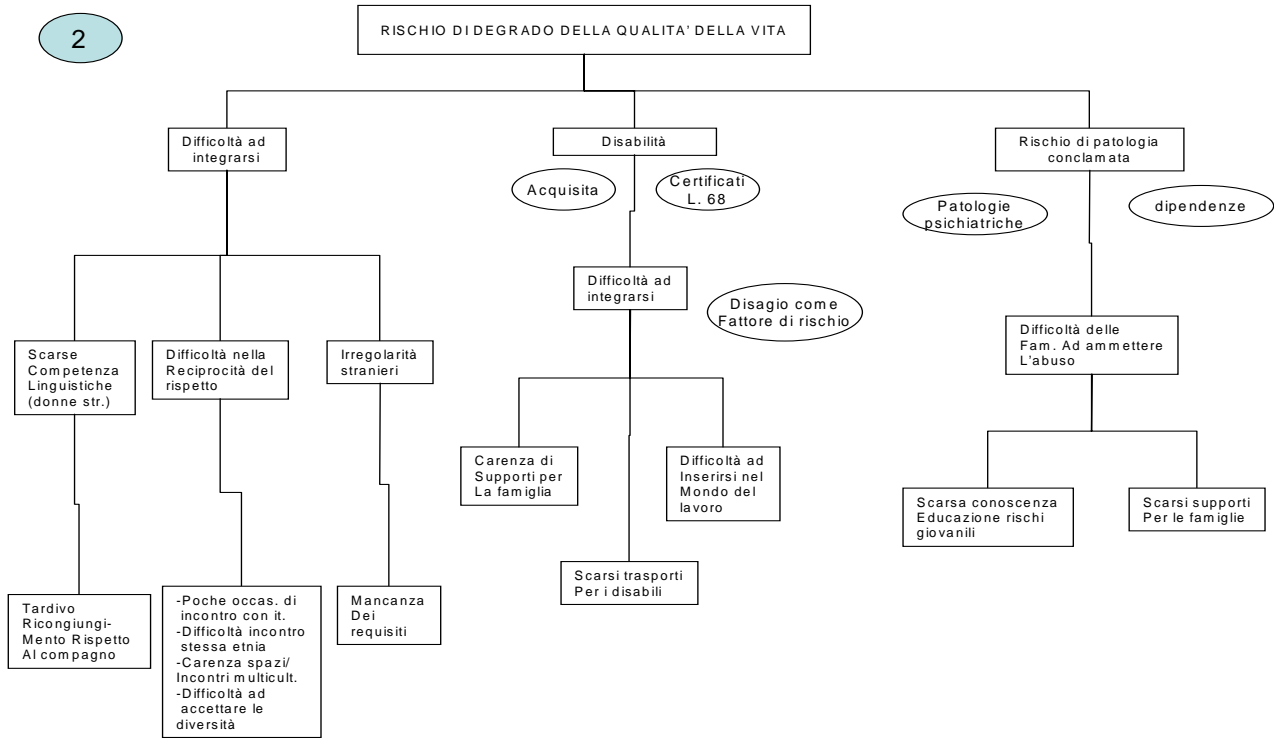 2
RISCHIO DI DEGRADO DELLA QUALITA' DELLA VITA
Difficoltà ad
integrarsi
Disabilità
Rischio di patologia
conclamata
Acquisita
Certificati
L. 68
Patologie
psichiatriche
dipendenze
Difficoltà ad
integrarsi
Disagio come
Fattore di rischio
Scarse
Competenza
Linguistiche
(donne str.)
Difficoltà nella
Reciprocità del
rispetto
Irregolarità
stranieri
Difficoltà delle
Fam. Ad ammettere
L'abuso
Carenza di
Supporti per
La famiglia
Difficoltà ad
Inserirsi nel
Mondo del
lavoro
Scarsa conoscenza
Educazione rischi
giovanili
Scarsi supporti
Per le famiglie
Scarsi trasporti
Per i disabili
Tardivo
Ricongiungi-
Mento Rispetto
Al compagno
-Poche occas. di
incontro con it.
-Difficoltà incontro
stessa etnia
-Carenza spazi/
Incontri multicult.
-Difficoltà ad
accettare le
diversità
Mancanza
Dei
requisiti